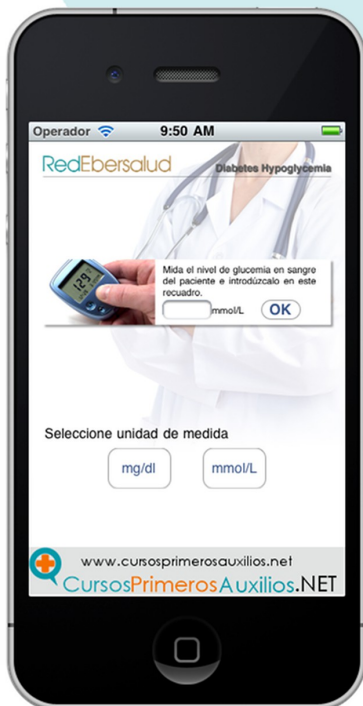 Operador 9:50 AM
RedEbersalud Diabetes Hypoglycemia
129
Mida el nivel de glucemia en sangre
del paciente e introdúzcalo en este
recuadro.
mmol/L OK
Seleccione unidad de medida
mg/dl mmol/L
www.cursosprimerosauxilios.net
CursosPrimerosAuxilios.NET